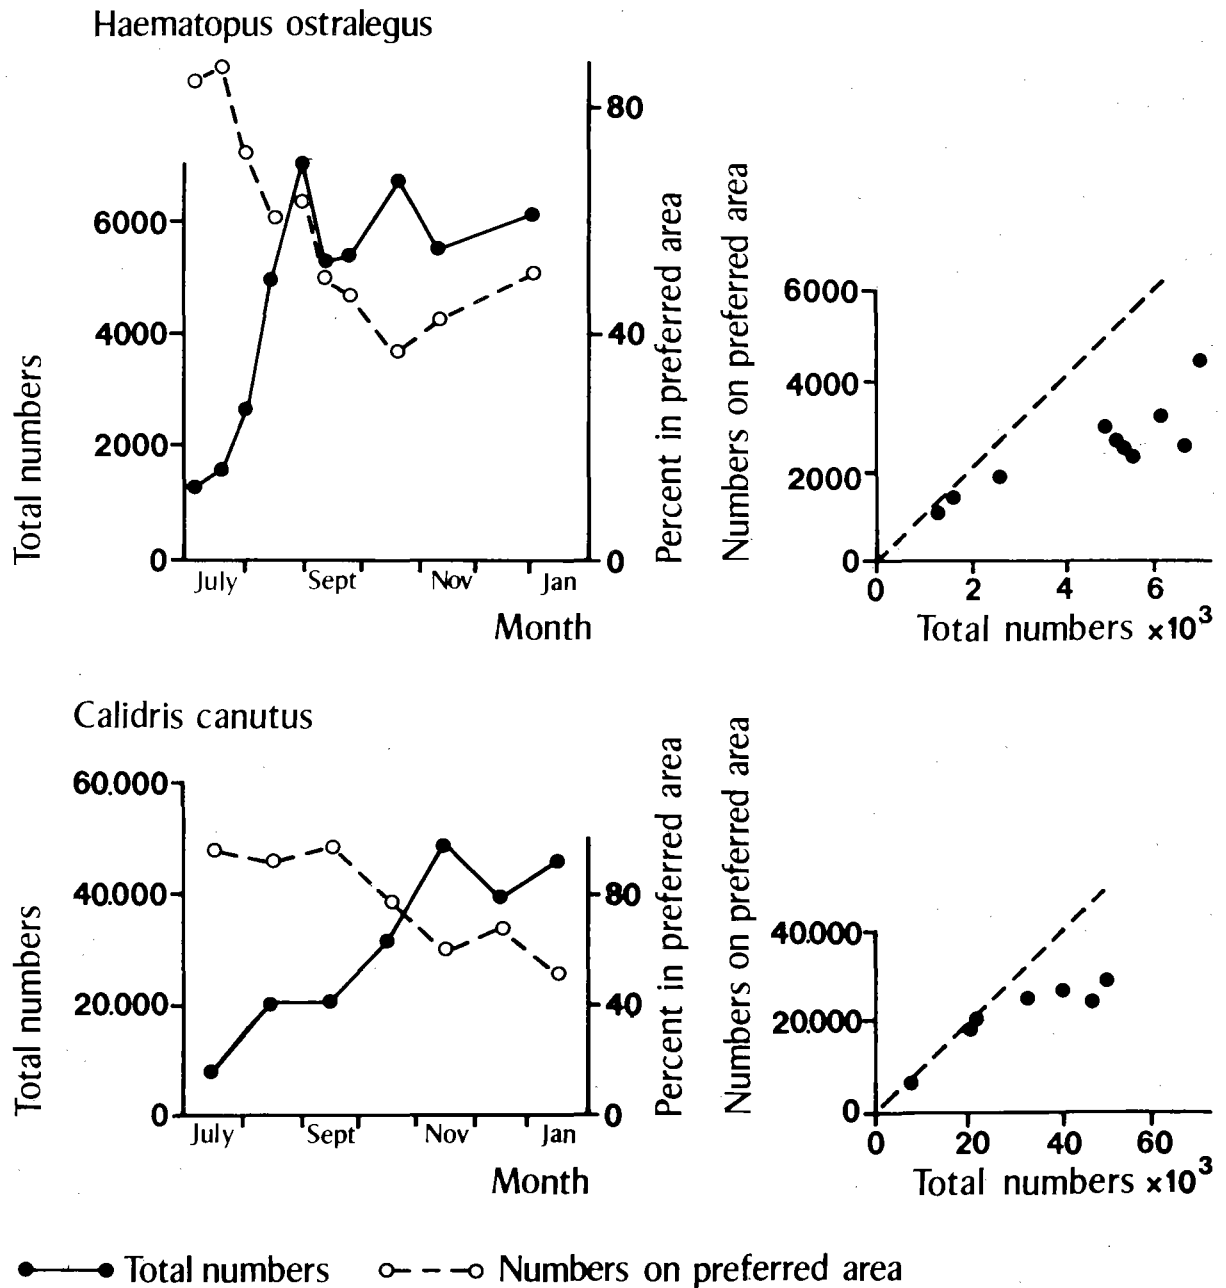 Haematopus ostralegus
Total numbers
6000
4000
2000
0
80
40
0
Percent in preferred area
July Sept Nov Jan
Month
Numbers on preferred area
6000
4000
2000
0
0 2 4 6
Total numbers ×10³
Calidris canutus
Total numbers
60.000
40.000
20.000
0
80
40
0
Percent in preferred area
July Sept Nov Jan
Month
Numbers on preferred area
40.000
20.000
0
0 20 40 60
Total numbers ×10³
Total numbers Numbers on preferred area